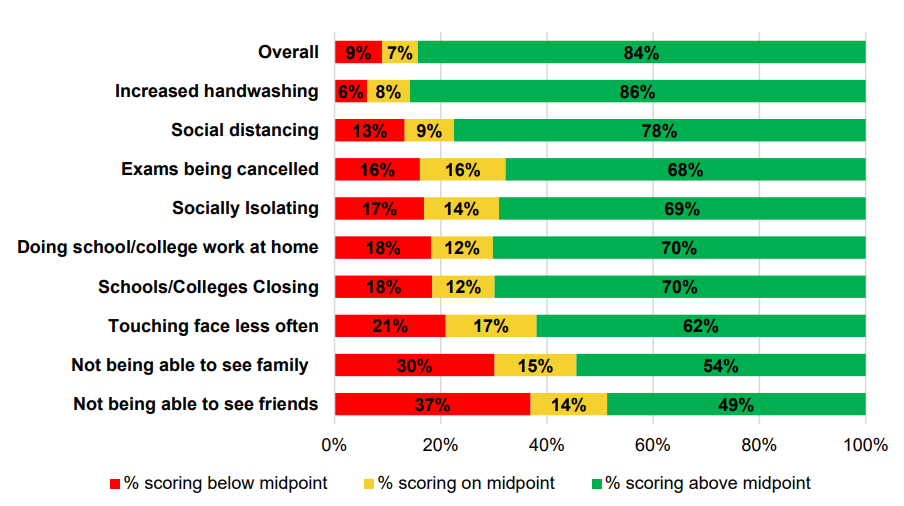 Overall 9% 7% 84%
Increased handwashing 6% 8% 86%
Social distancing 13% 9% 78%
Exams being cancelled 16% 16% 68%
Socially Isolating 17% 14% 69%
Doing school/college work at home 18% 12% 70%
Schools/Colleges Closing 18% 12% 70%
Touching face less often 21% 17% 62%
Not being able to see family 30% 15% 54%
Not being able to see friends 37% 14% 49%
0% 20% 40% 60% 80% 100%
% scoring below midpoint % scoring on midpoint % scoring above midpoint